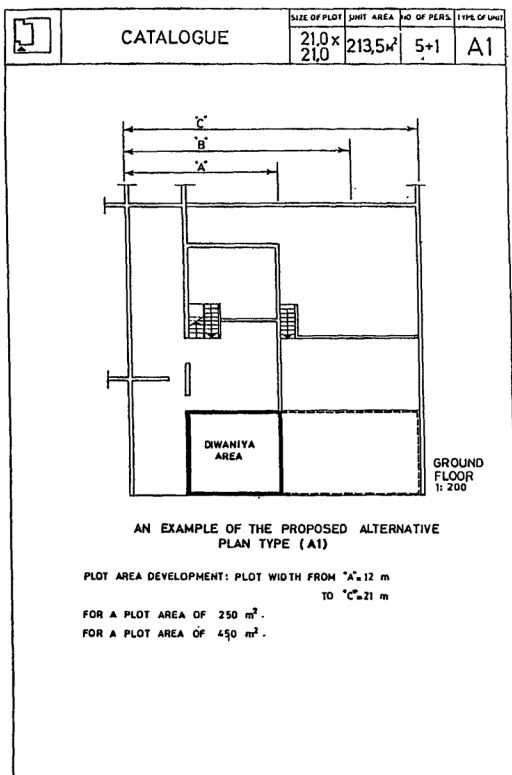 CATALOGUE
SIZE OF PLOT
21,0 x
21,0
UNIT AREA
213,5 M²
NO OF PERS.
5+1
TYPE OF UNIT
A1
"C"
"B"
"A"
DIWANIYA
AREA
GROUND
FLOOR
1: 200
AN EXAMPLE OF THE PROPOSED ALTERNATIVE
PLAN TYPE (A1)
PLOT AREA DEVELOPMENT: PLOT WIDTH FROM "A"= 12 m
TO "C"= 21 m
FOR A PLOT AREA OF 250 m².
FOR A PLOT AREA OF 450 m².